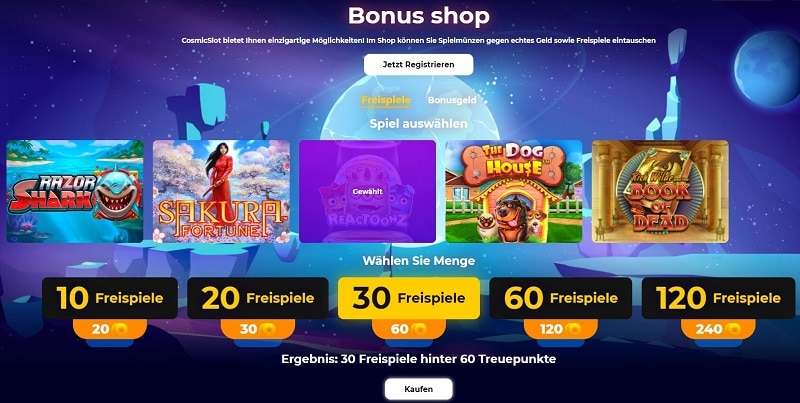 Bonus shop
CosmicSlot bietet Ihnen einzigartige Möglichkeiten! Im Shop können Sie Spielmünzen gegen echtes Geld sowie Freispiele eintauschen
Jetzt Registrieren
Freispiele Bonusgeld
Spiel auswählen
RAZOR SHARK
SAKURA FORTUNE
Gewählt
REACTOONZ
THE DOG HOUSE
BOOK OF DEAD
Wählen Sie Menge
10 Freispiele 20 Freispiele 30 Freispiele 60 Freispiele 120 Freispiele
20 30 60 120 240
Ergebnis: 30 Freispiele hinter 60 Treuepunkte
Kaufen